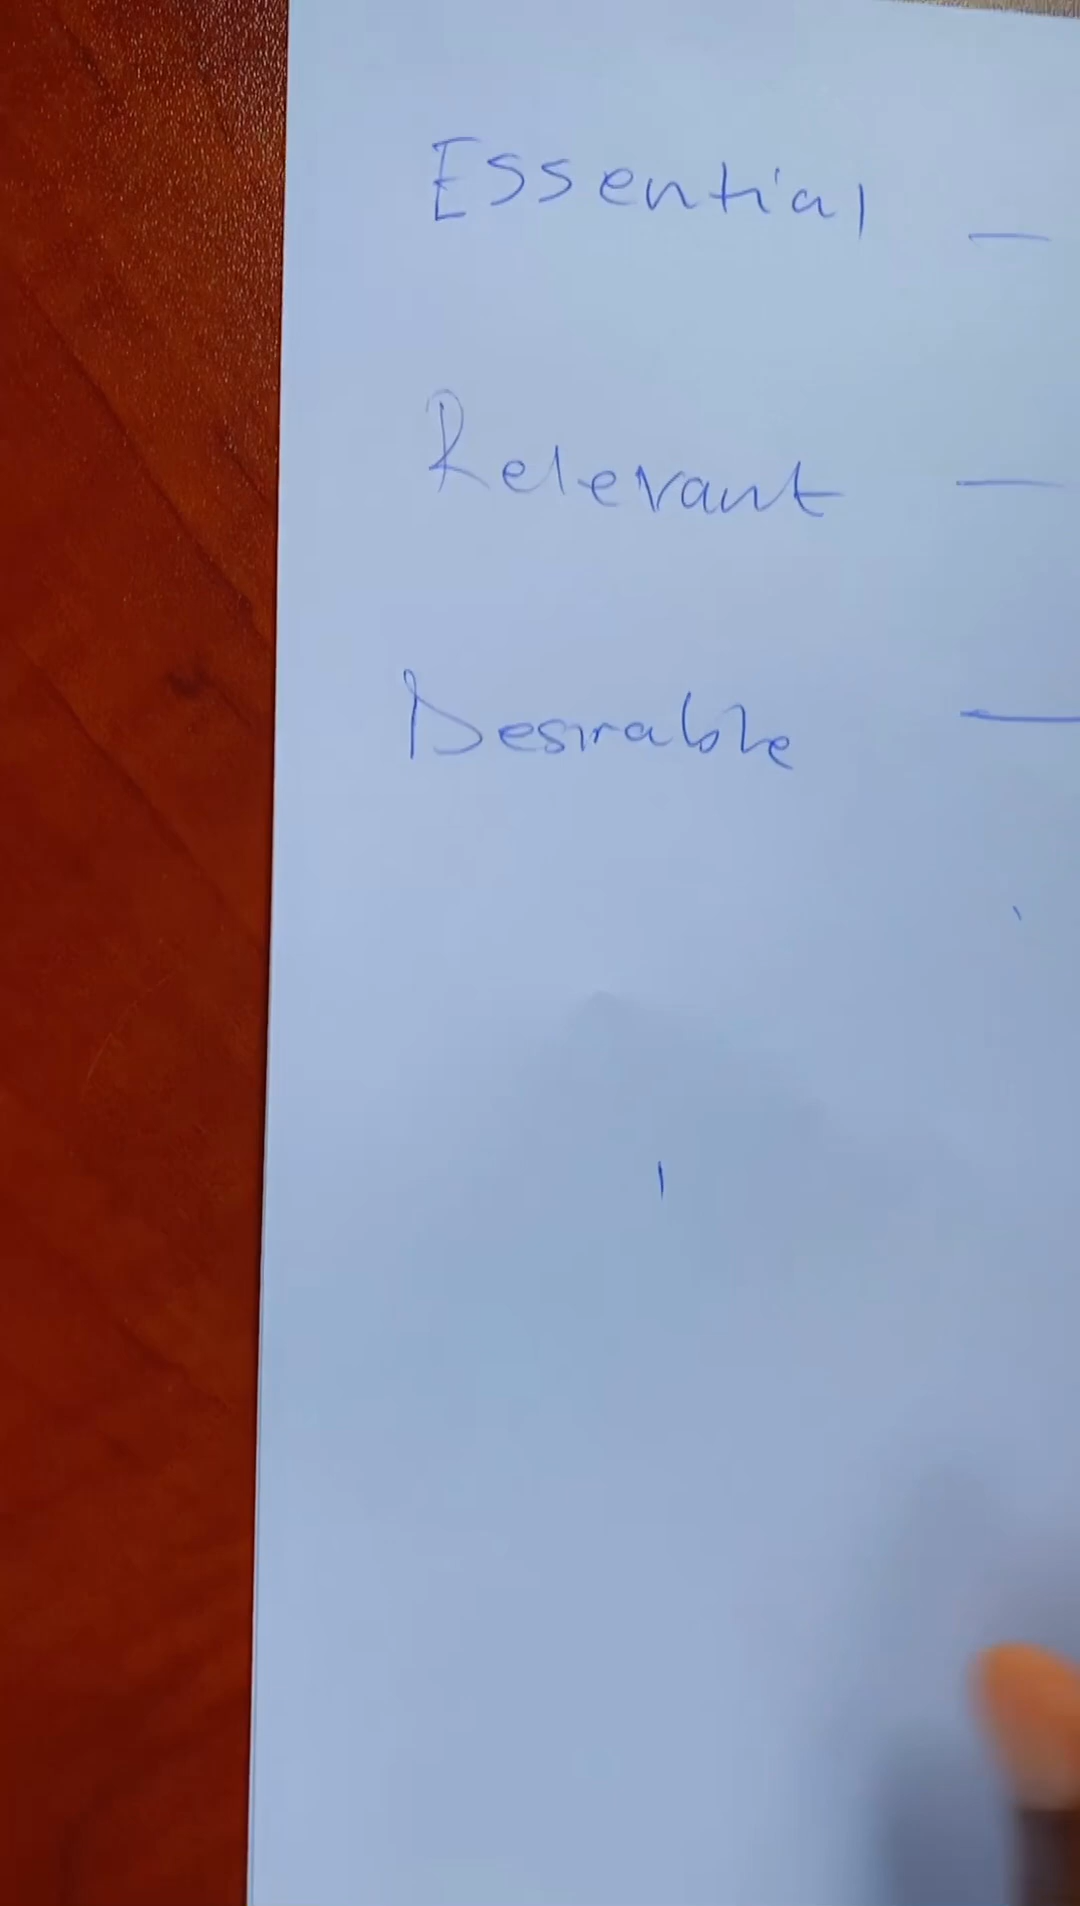 Essential —
Relevant —
Desirable —